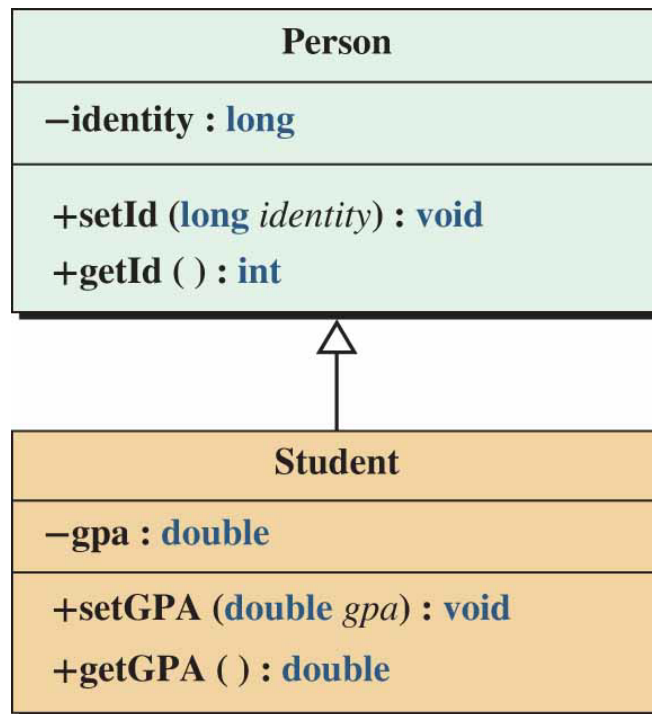 Person
−identity : long
+setId (long identity) : void
+getId ( ) : int
Student
−gpa : double
+setGPA (double gpa) : void
+getGPA ( ) : double